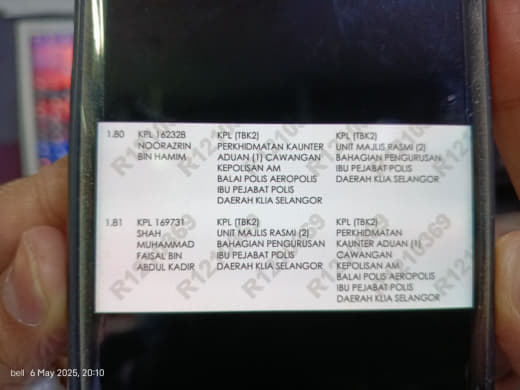 1.80 KPL 162328 KPL (TBK2) KPL (TBK2)
NOORAZRIN PERKHIDMATAN KAUNTER UNIT MAJLIS RASMI (2)
BIN HAMIM ADUAN (1) CAWANGAN BAHAGIAN PENGURUSAN
KEPOLISAN AM IBU PEJABAT POLIS
BALAI POLIS AEROPOLIS DAERAH KLIA SELANGOR
IBU PEJABAT POLIS
DAERAH KLIA SELANGOR
1.81 KPL 169731 KPL (TBK2) KPL (TBK2)
SHAH UNIT MAJLIS RASMI (2) PERKHIDMATAN
MUHAMMAD BAHAGIAN PENGURUSAN KAUNTER ADUAN (1)
FAISAL BIN IBU PEJABAT POLIS CAWANGAN
ABDUL KADIR DAERAH KLIA SELANGOR KEPOLISAN AM
BALAI POLIS AEROPOLIS
IBU PEJABAT POLIS
DAERAH KLIA SELANGOR
bell 6 May 2025, 20:10